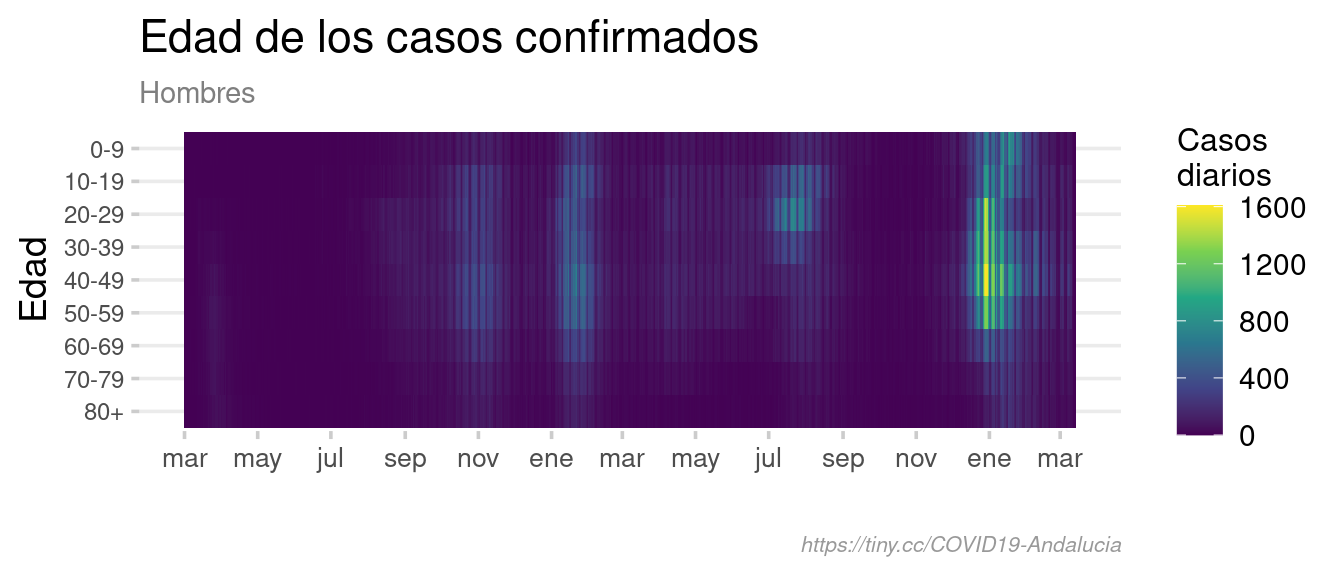 Edad de los casos confirmados
Hombres
Edad
0-9
10-19
20-29
30-39
40-49
50-59
60-69
70-79
80+
mar may jul sep nov ene mar may jul sep nov ene mar
Casos
diarios
1600
1200
800
400
0
https://tiny.cc/COVID19-Andalucia